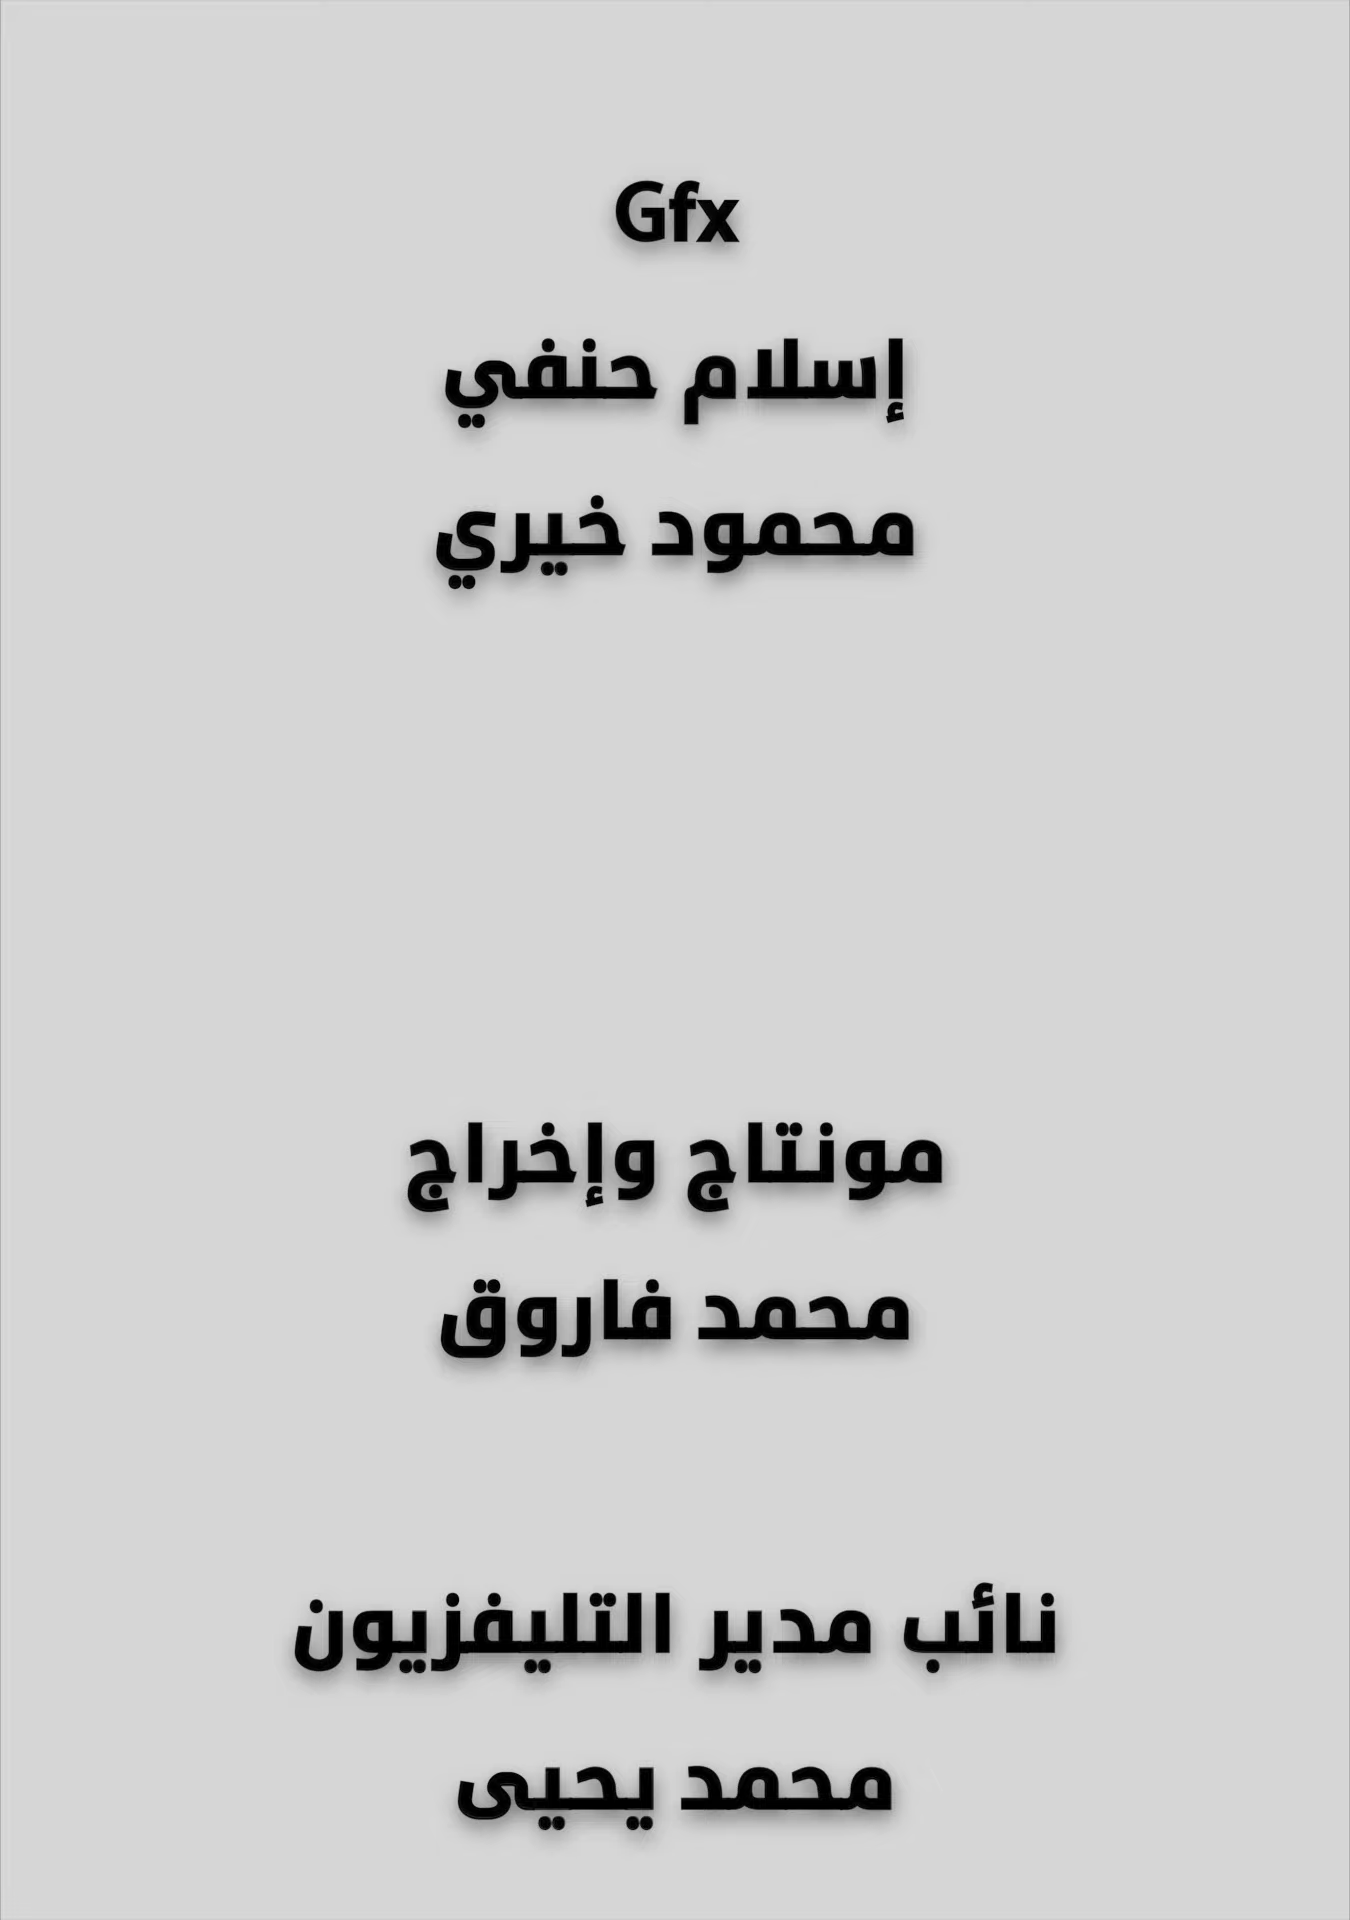 Gfx
إسلام حنفي
محمود خيري
مونتاج وإخراج
محمد فاروق
نائب مدير التليفزيون
محمد يحيى